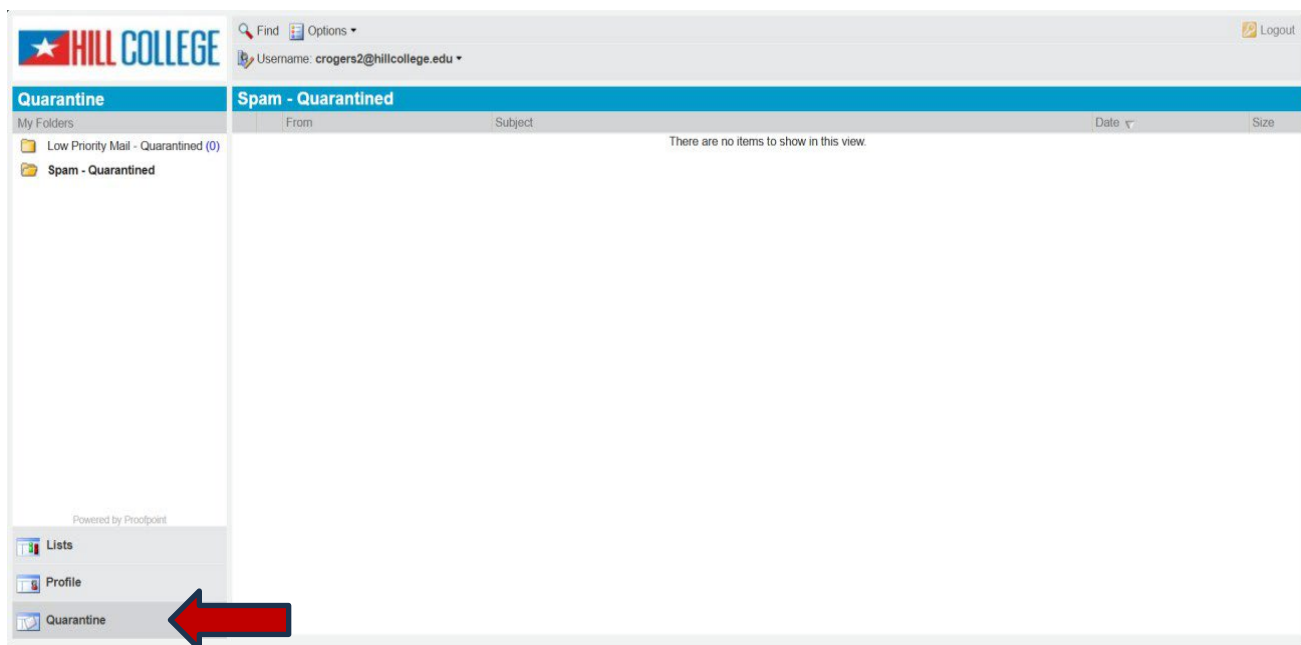 HILL COLLEGE
Find Options
Logout
Username: crogers2@hillcollege.edu
Quarantine
Spam - Quarantined
My Folders
From Subject Date Size
Low Priority Mail - Quarantined (0)
There are no items to show in this view.
Spam - Quarantined
Powered by Proofpoint
Lists
Profile
Quarantine